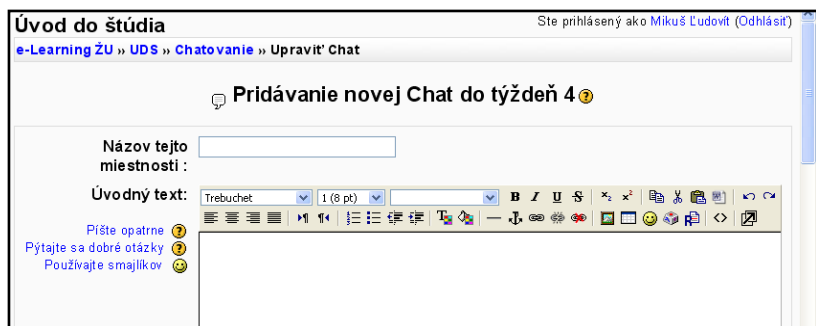 Úvod do štúdia
Ste prihlásený ako Mikuš Ľudovít (Odhlásiť)
e-Learning ŽU » UDS » Chatovanie » Upraviť Chat
Pridávanie novej Chat do týždeň 4
Názov tejto
miestnosti :
Úvodný text:
Trebuchet 1 (8 pt) B I U S x₂ x²
Píšte opatrne
Pýtajte sa dobré otázky
Používajte smajlíkov